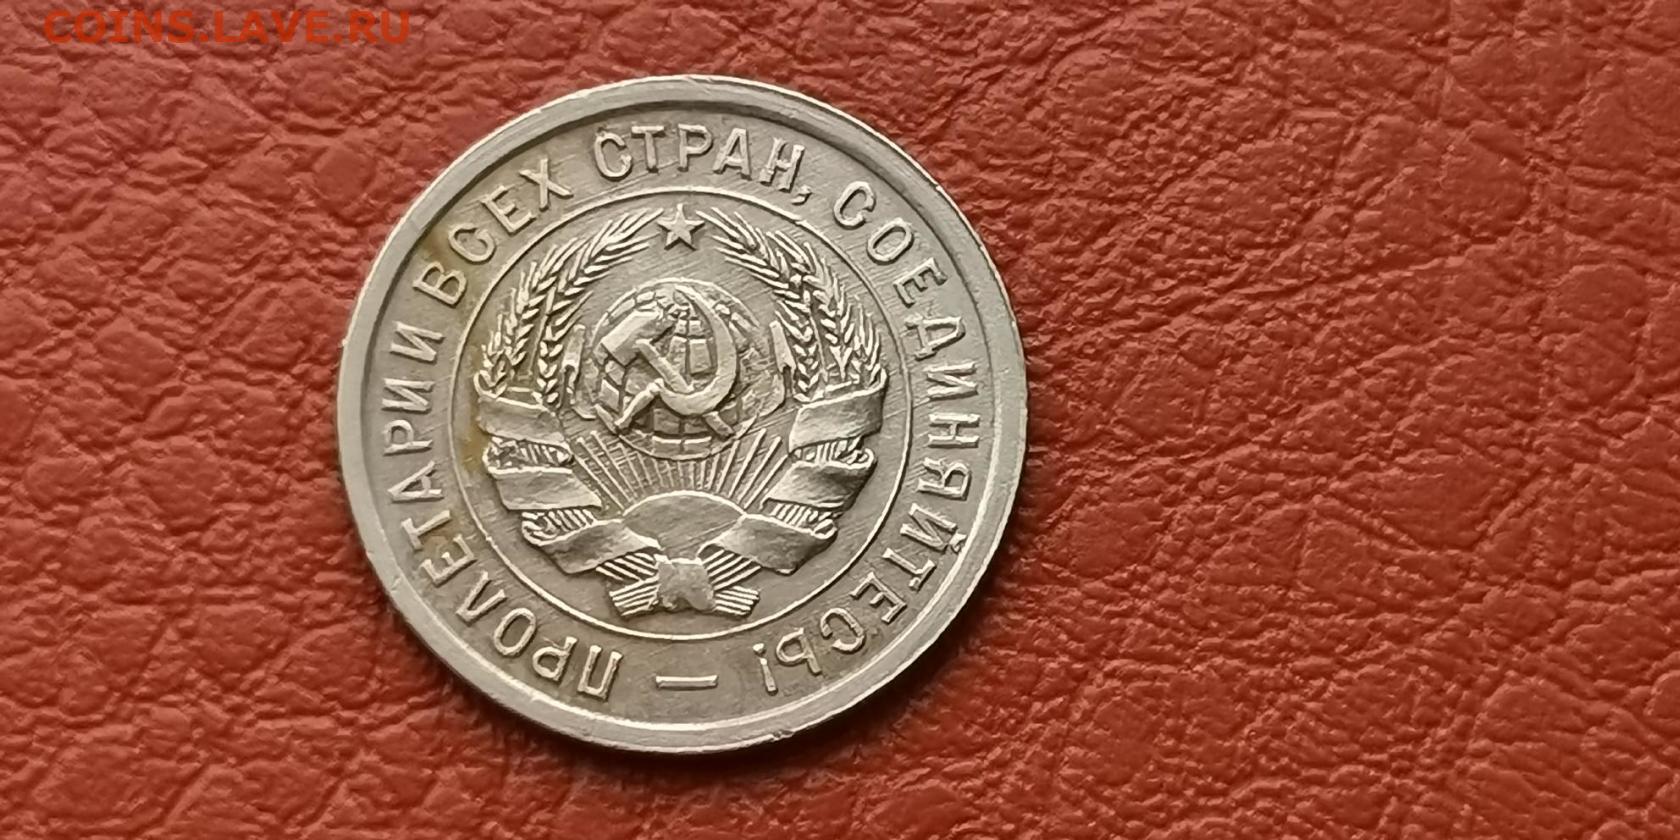 COINS.LAVE.RU
ПРОЛЕТАРИИ ВСЕХ СТРАН, СОЕДИНЯЙТЕСЬ! —